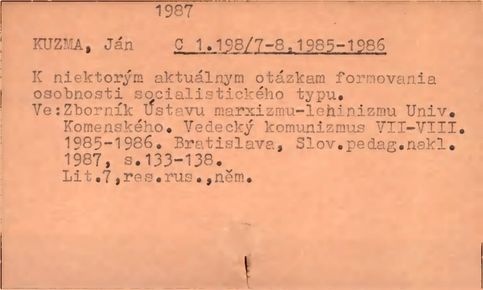 1987
KUZMA, Ján C 1.198/7-8,1985-1986
K niektorým aktuálnym otázkam formovania
osobnosti socialistického typu.
Ve:Zborník Ústavu marxizmu-lehinizmu Univ.
Komenského. Vedecký komunizmus VII-VIII.
1985-1986. Bratislava, Slov.pedag.nakl.
1987, s.133-138.
Lit.7,res.rus.,něm.